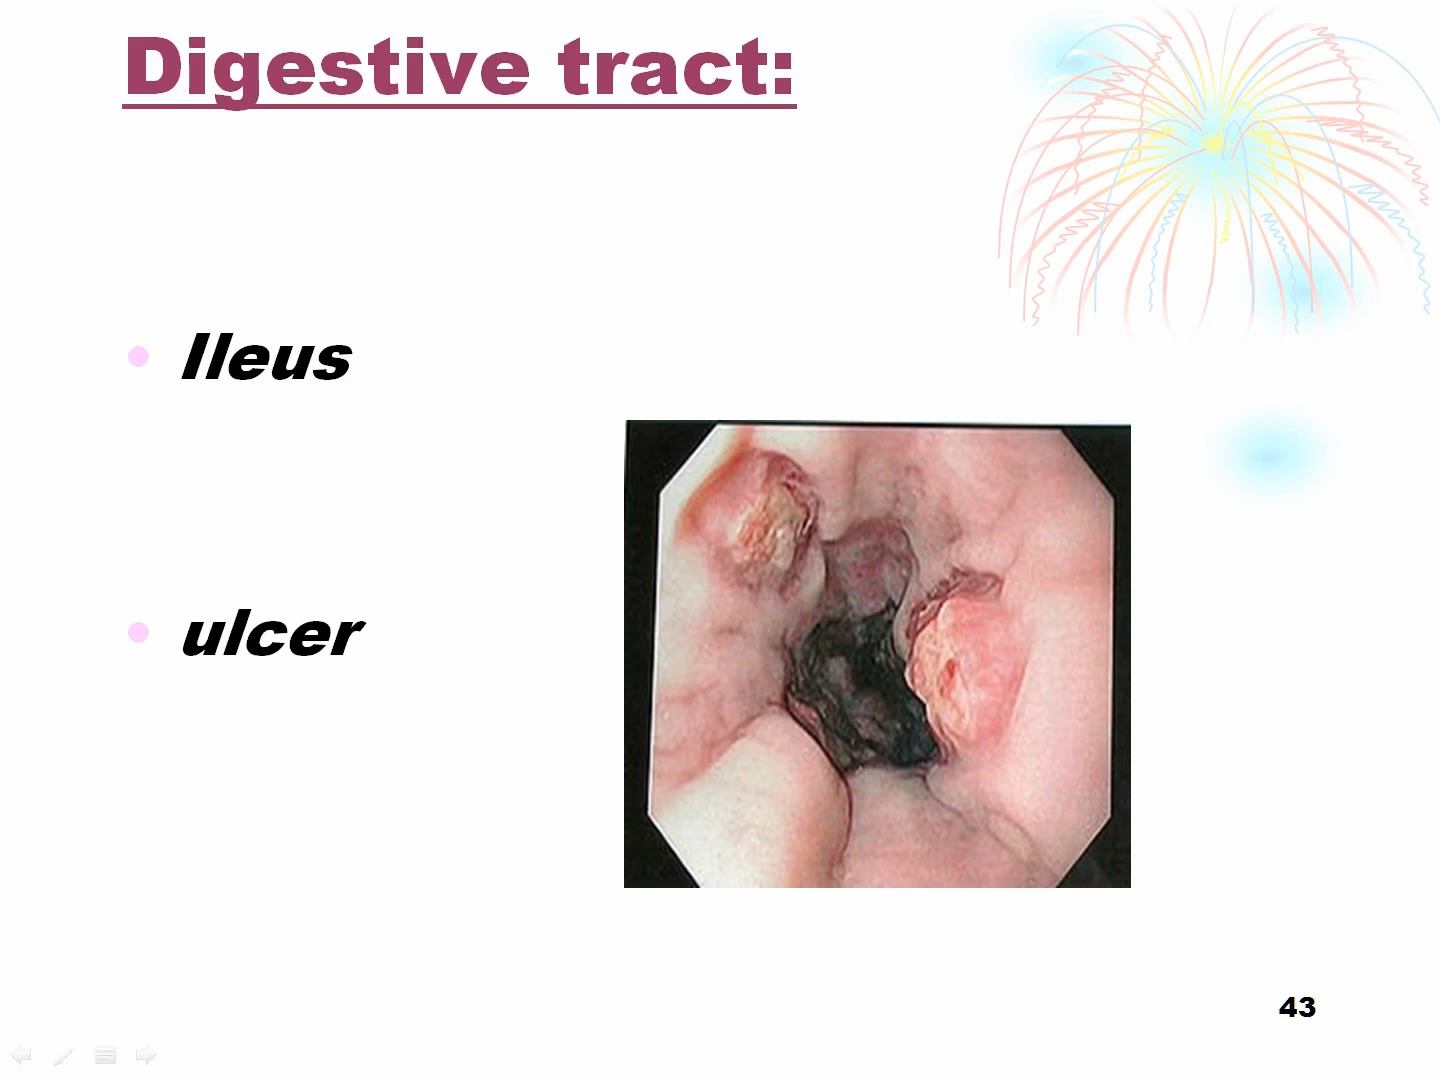 Digestive tract:
• Ileus
• ulcer
43